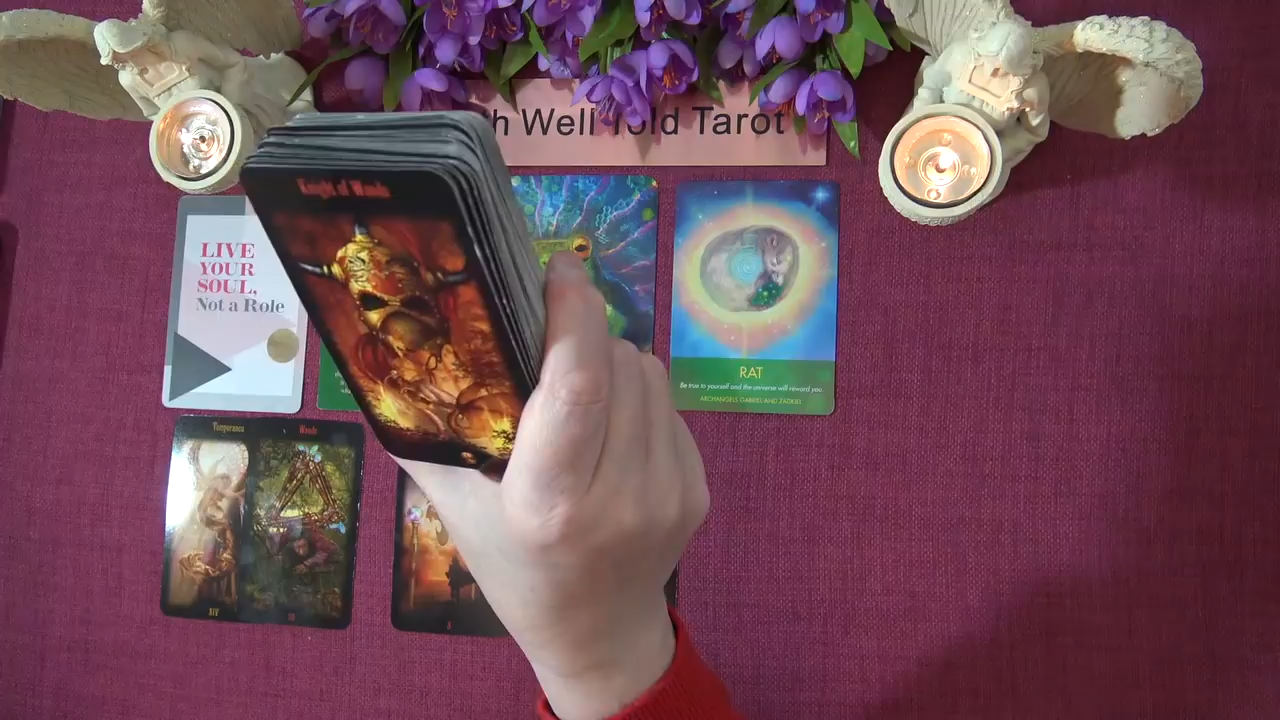 h Well Told Tarot
Knight of Wands
LIVE
YOUR
SOUL,
Not a Role
RAT
Be true to yourself and the universe will reward you.
ARCHANGELS GABRIEL AND ZADKIEL
Temperance
Wands
XIV
III